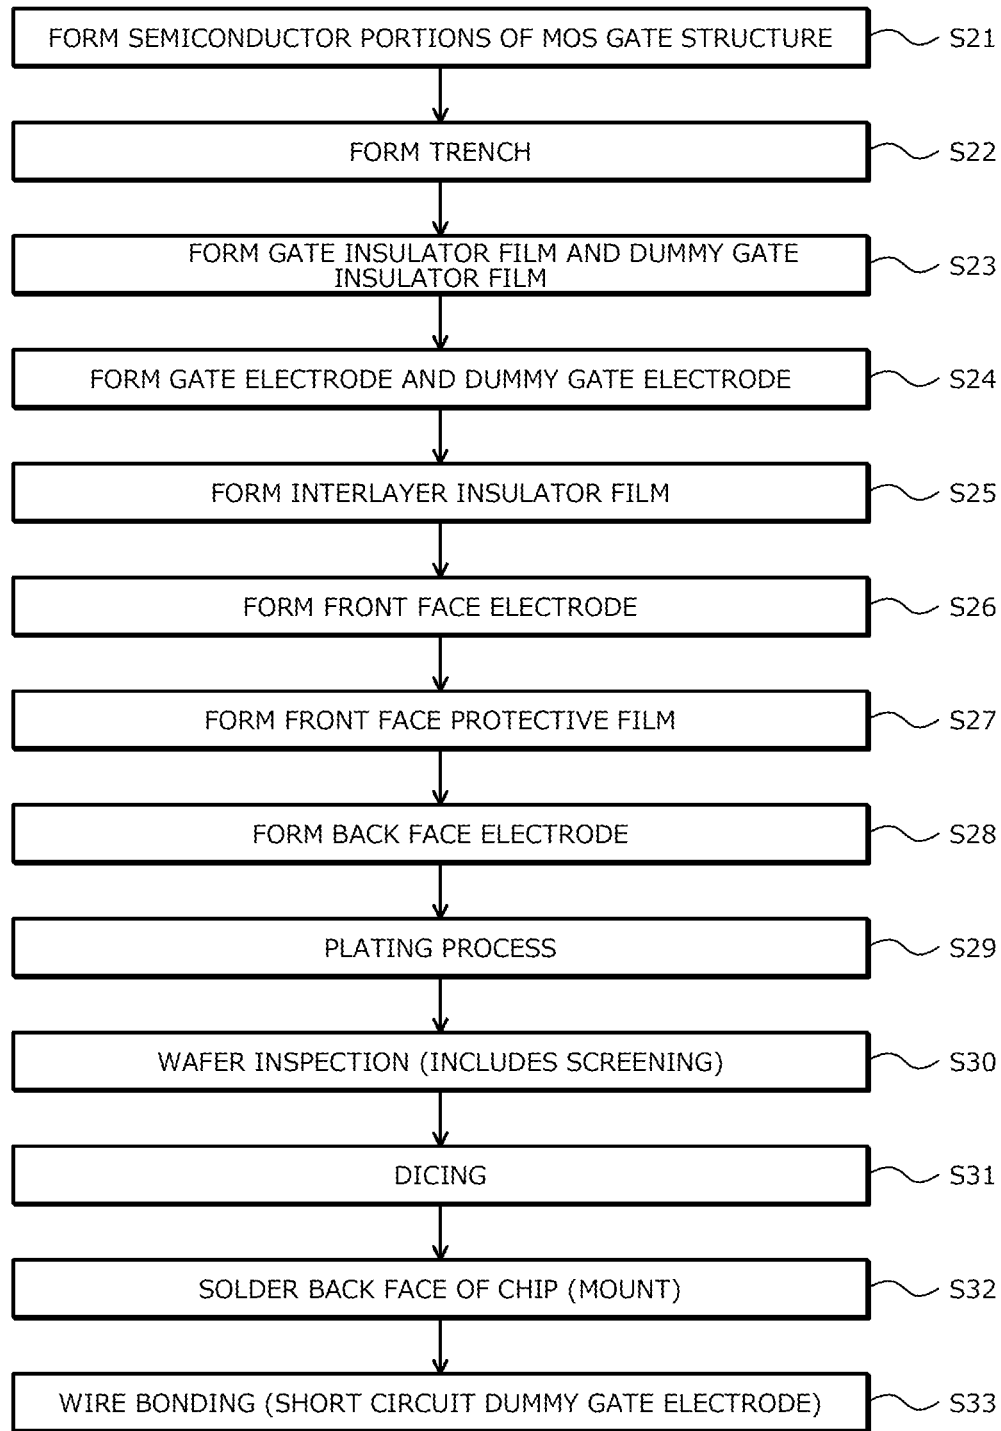 FORM SEMICONDUCTOR PORTIONS OF MOS GATE STRUCTURE
S21
FORM TRENCH
S22
FORM GATE INSULATOR FILM AND DUMMY GATE
INSULATOR FILM
S23
FORM GATE ELECTRODE AND DUMMY GATE ELECTRODE
S24
FORM INTERLAYER INSULATOR FILM
S25
FORM FRONT FACE ELECTRODE
S26
FORM FRONT FACE PROTECTIVE FILM
S27
FORM BACK FACE ELECTRODE
S28
PLATING PROCESS
S29
WAFER INSPECTION (INCLUDES SCREENING)
S30
DICING
S31
SOLDER BACK FACE OF CHIP (MOUNT)
S32
WIRE BONDING (SHORT CIRCUIT DUMMY GATE ELECTRODE)
S33